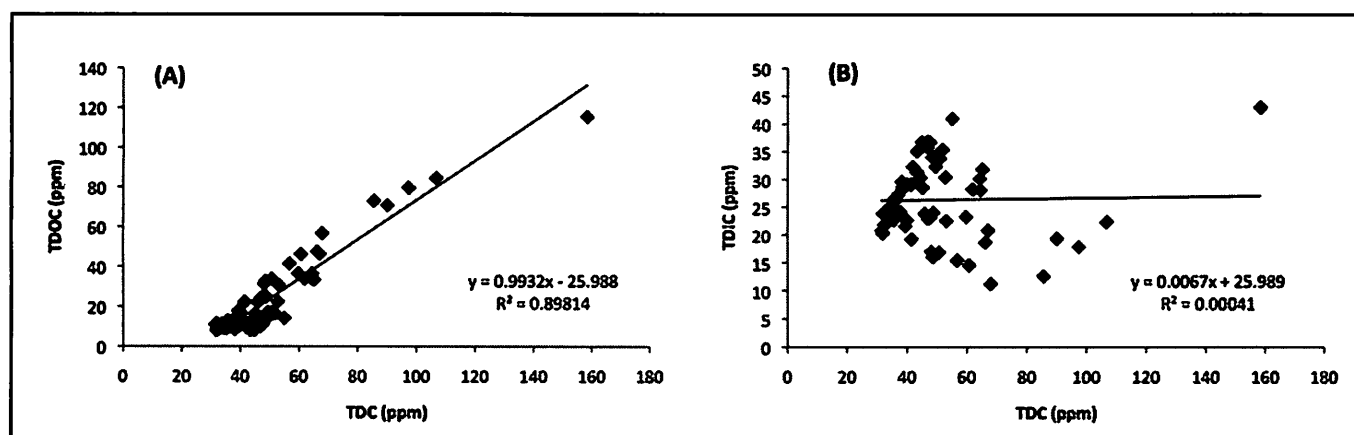 (A)
140
120
100
80
60
40
20
0
TDOC (ppm)
y = 0.9932x - 25.988
R² = 0.89814
0 20 40 60 80 100 120 140 160 180
TDC (ppm)
(B)
50
45
40
35
30
25
20
15
10
5
0
TDIC (ppm)
y = 0.0067x + 25.989
R² = 0.00041
0 20 40 60 80 100 120 140 160 180
TDC (ppm)